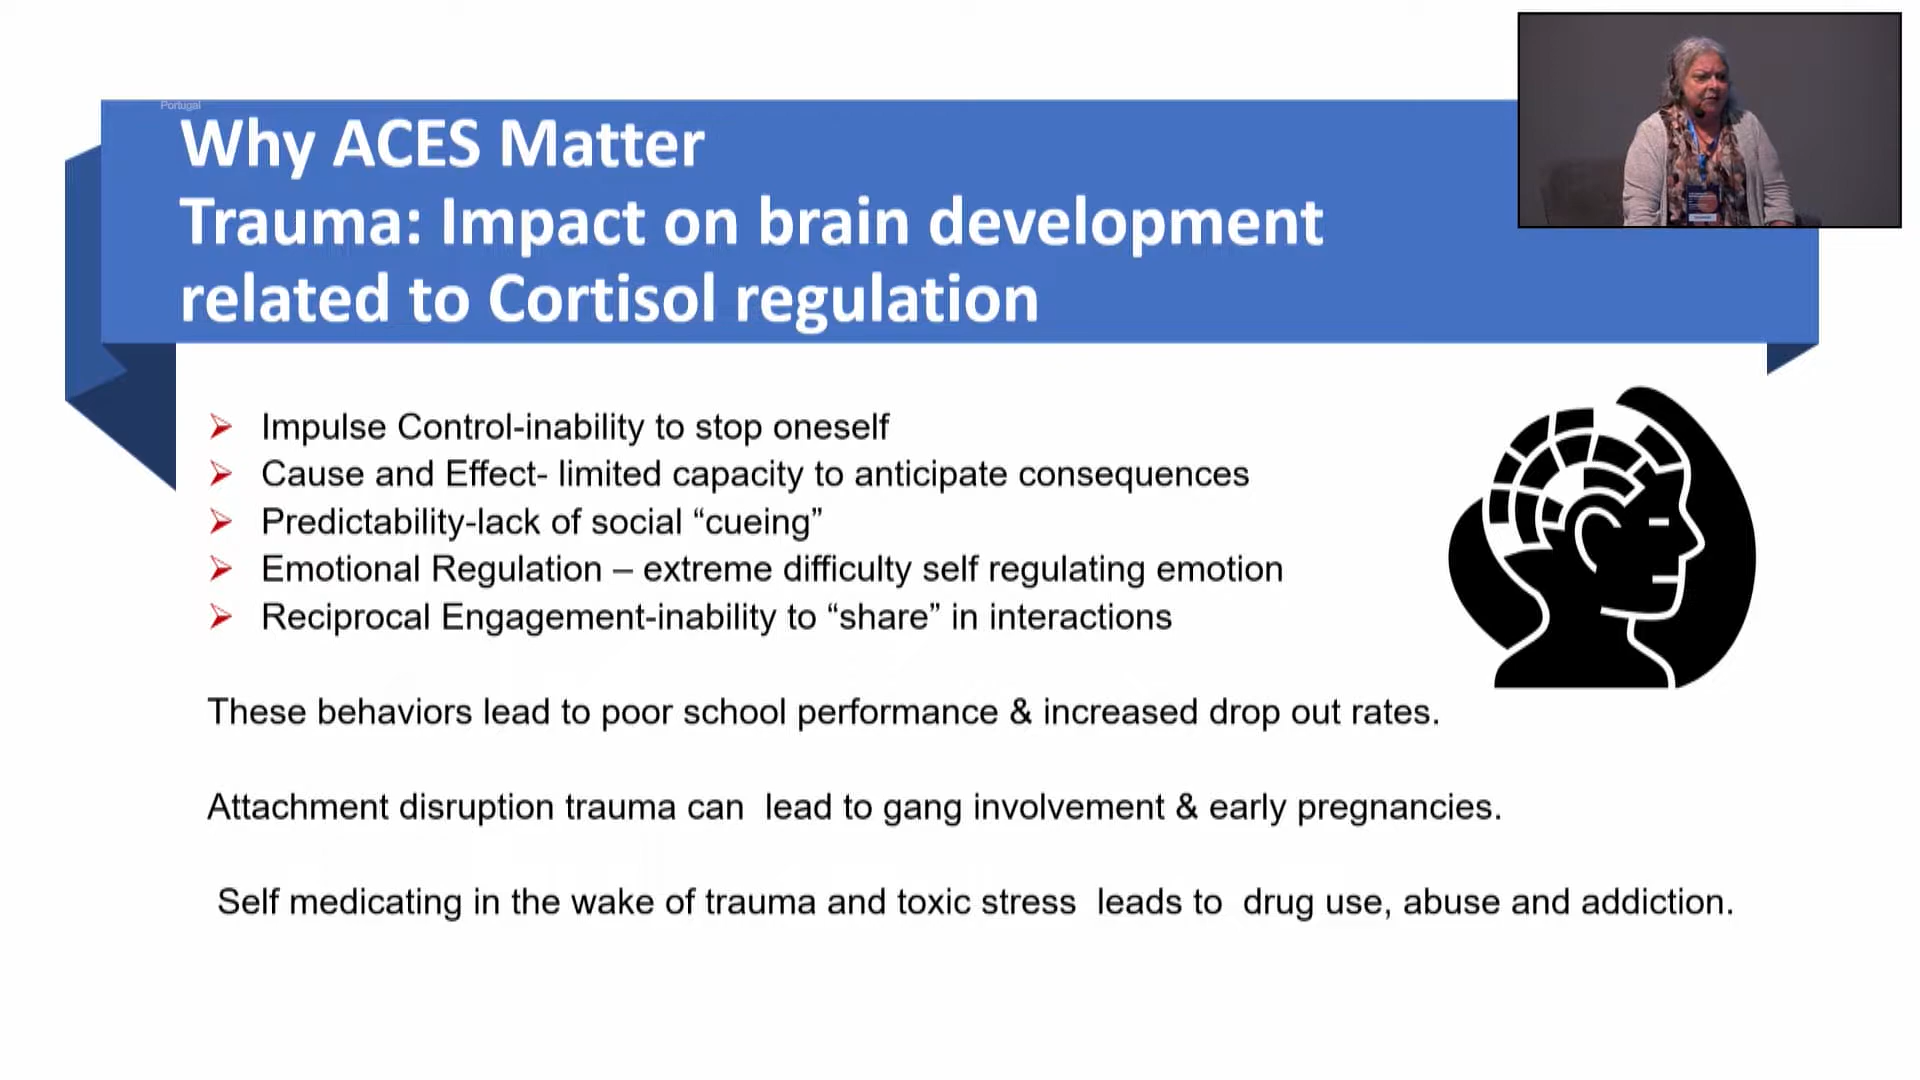 Portugal
Why ACES Matter
Trauma: Impact on brain development
related to Cortisol regulation
Impulse Control-inability to stop oneself
Cause and Effect- limited capacity to anticipate consequences
Predictability-lack of social “cueing”
Emotional Regulation – extreme difficulty self regulating emotion
Reciprocal Engagement-inability to “share” in interactions
These behaviors lead to poor school performance & increased drop out rates.
Attachment disruption trauma can  lead to gang involvement & early pregnancies.
Self medicating in the wake of trauma and toxic stress  leads to  drug use, abuse and addiction.